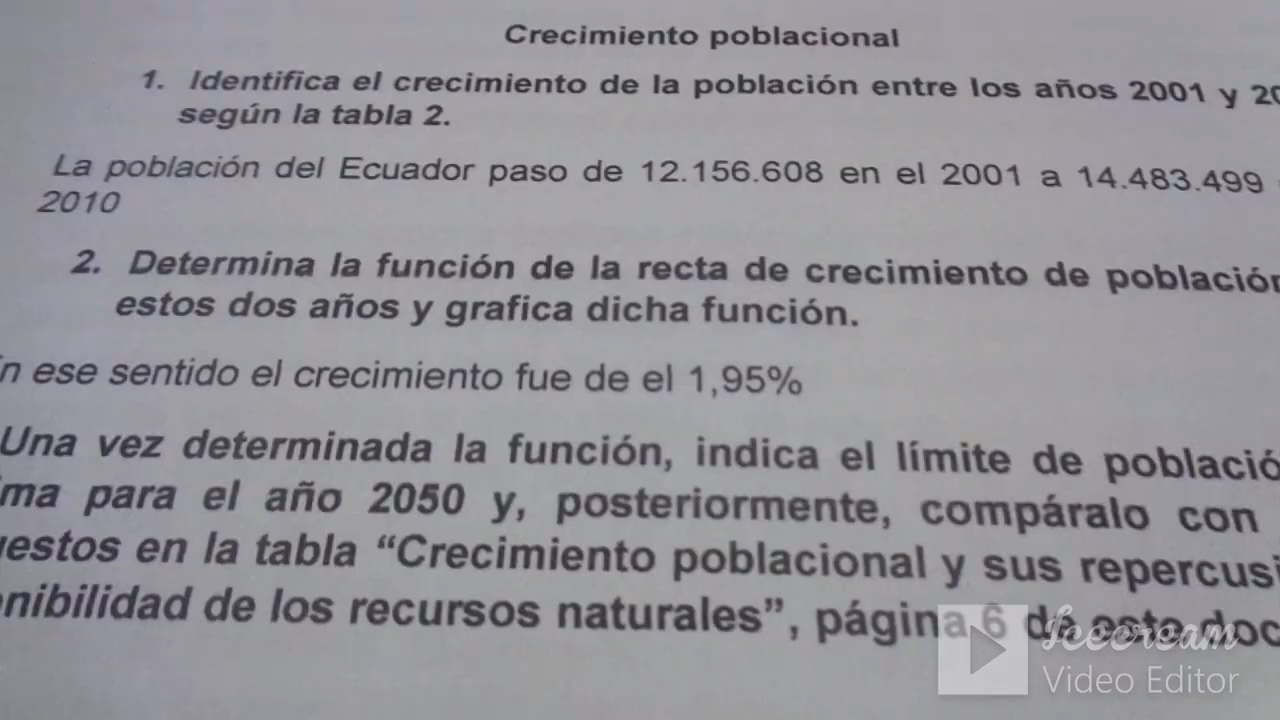 Crecimiento poblacional
1. Identifica el crecimiento de la población entre los años 2001 y
según la tabla 2.
La población del Ecuador paso de 12.156.608 en el 2001 a 14.483.499
2010
2. Determina la función de la recta de crecimiento de población
estos dos años y grafica dicha función.
n ese sentido el crecimiento fue de el 1,95%
Una vez determinada la función, indica el límite de població
ma para el año 2050 y, posteriormente, compáralo con
estos en la tabla “Crecimiento poblacional y sus repercusi
nibilidad de los recursos naturales”, página 6 de este doc
Icecream
Video Editor